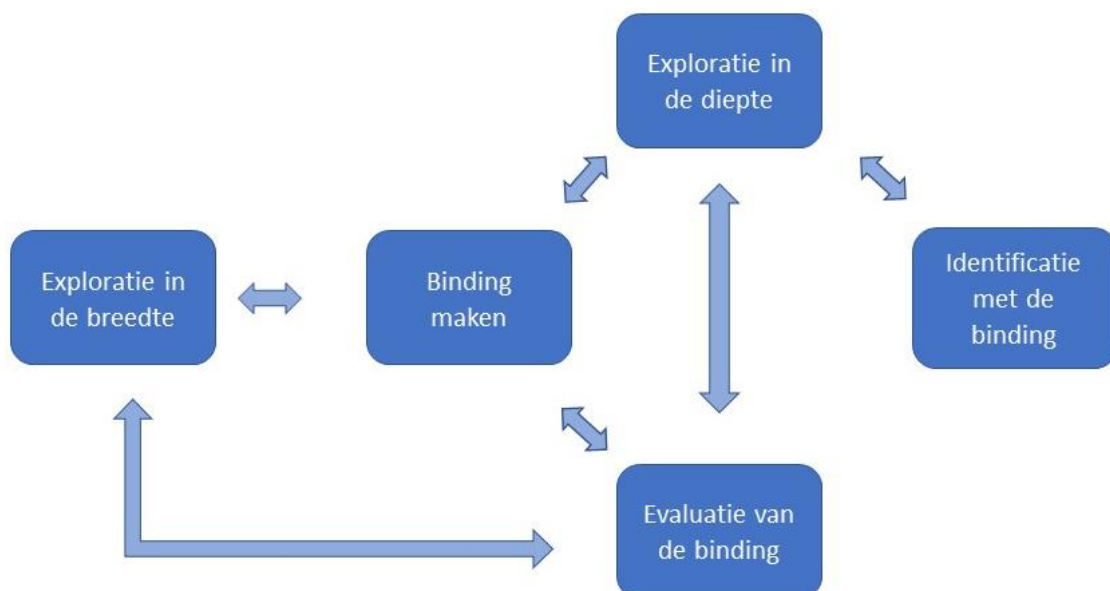 Exploratie in
de diepte
Exploratie in
de breedte
Binding
maken
Identificatie
met de
binding
Evaluatie van
de binding